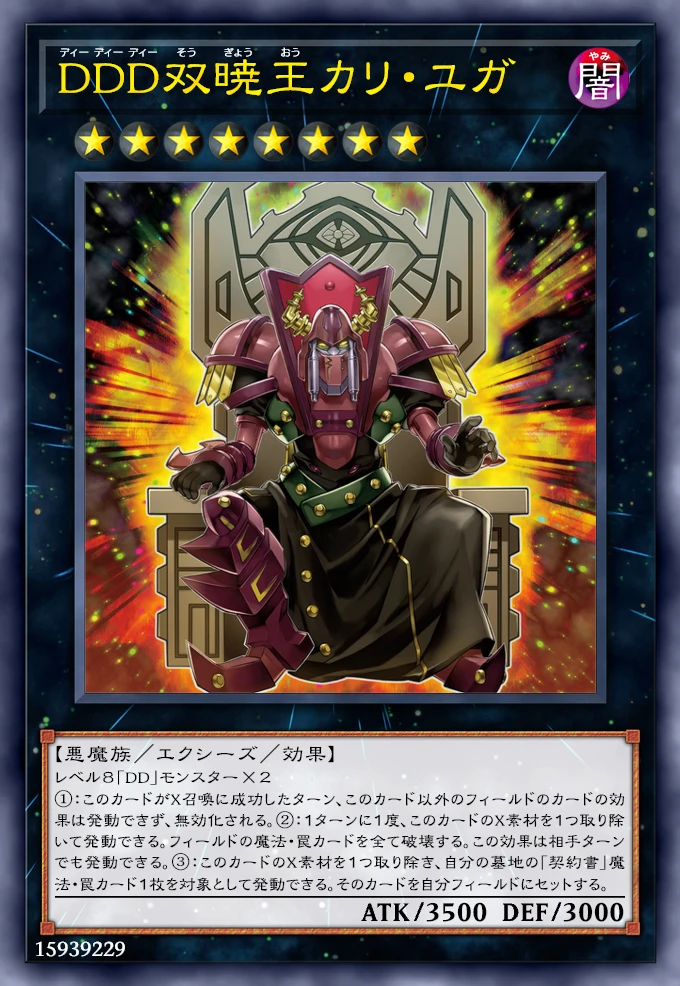 ディー ディー ディー そう ぎょう おう
DDD双暁王カリ・ユガ
やみ
闇
【悪魔族／エクシーズ／効果】
レベル8「DD」モンスター×2
①：このカードがX召喚に成功したターン、このカード以外のフィールドのカードの効
果は発動できず、無効化される。②：1ターンに1度、このカードのX素材を1つ取り除
いて発動できる。フィールドの魔法・罠カードを全て破壊する。この効果は相手ターン
でも発動できる。③：このカードのX素材を1つ取り除き、自分の墓地の「契約書」魔
法・罠カード1枚を対象として発動できる。そのカードを自分フィールドにセットする。
ATK/3500 DEF/3000
15939229